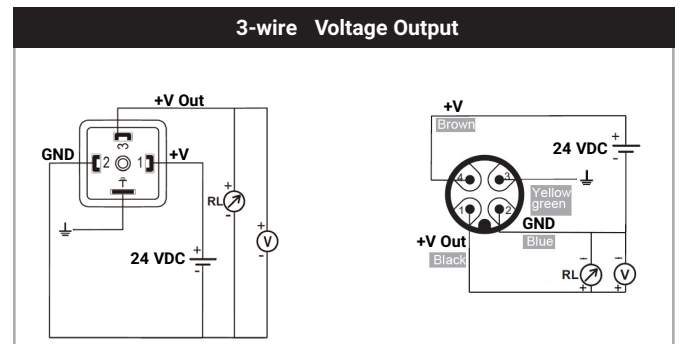 3-wire Voltage Output
+V Out
3
GND
2
1
+V
RL
+
-
+
V
-
24 VDC
+
-
+V
Brown
24 VDC
+
-
4
3
Yellow
green
1
2
GND
Blue
+V Out
Black
-
-
RL
V
+
+